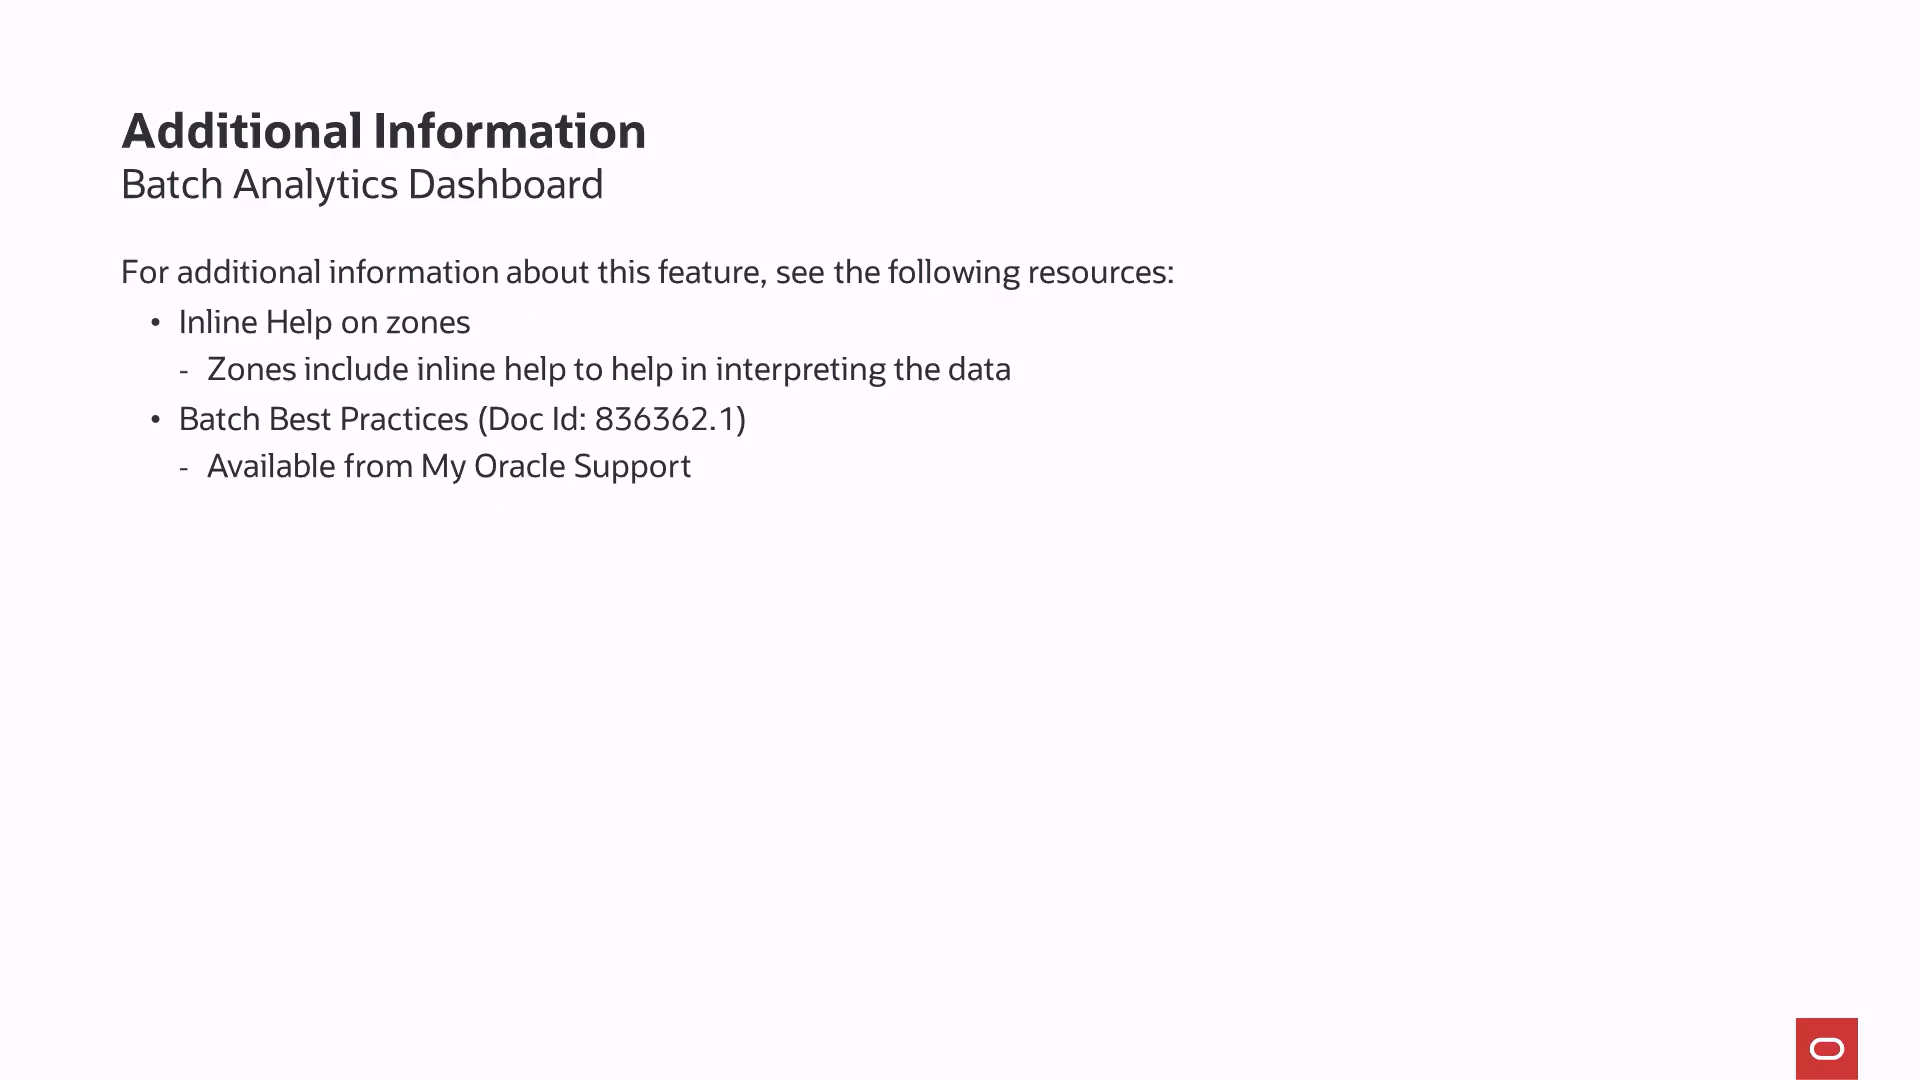 Additional Information
Batch Analytics Dashboard
For additional information about this feature, see the following resources:
• Inline Help on zones
- Zones include inline help to help in interpreting the data
• Batch Best Practices (Doc Id: 836362.1)
- Available from My Oracle Support